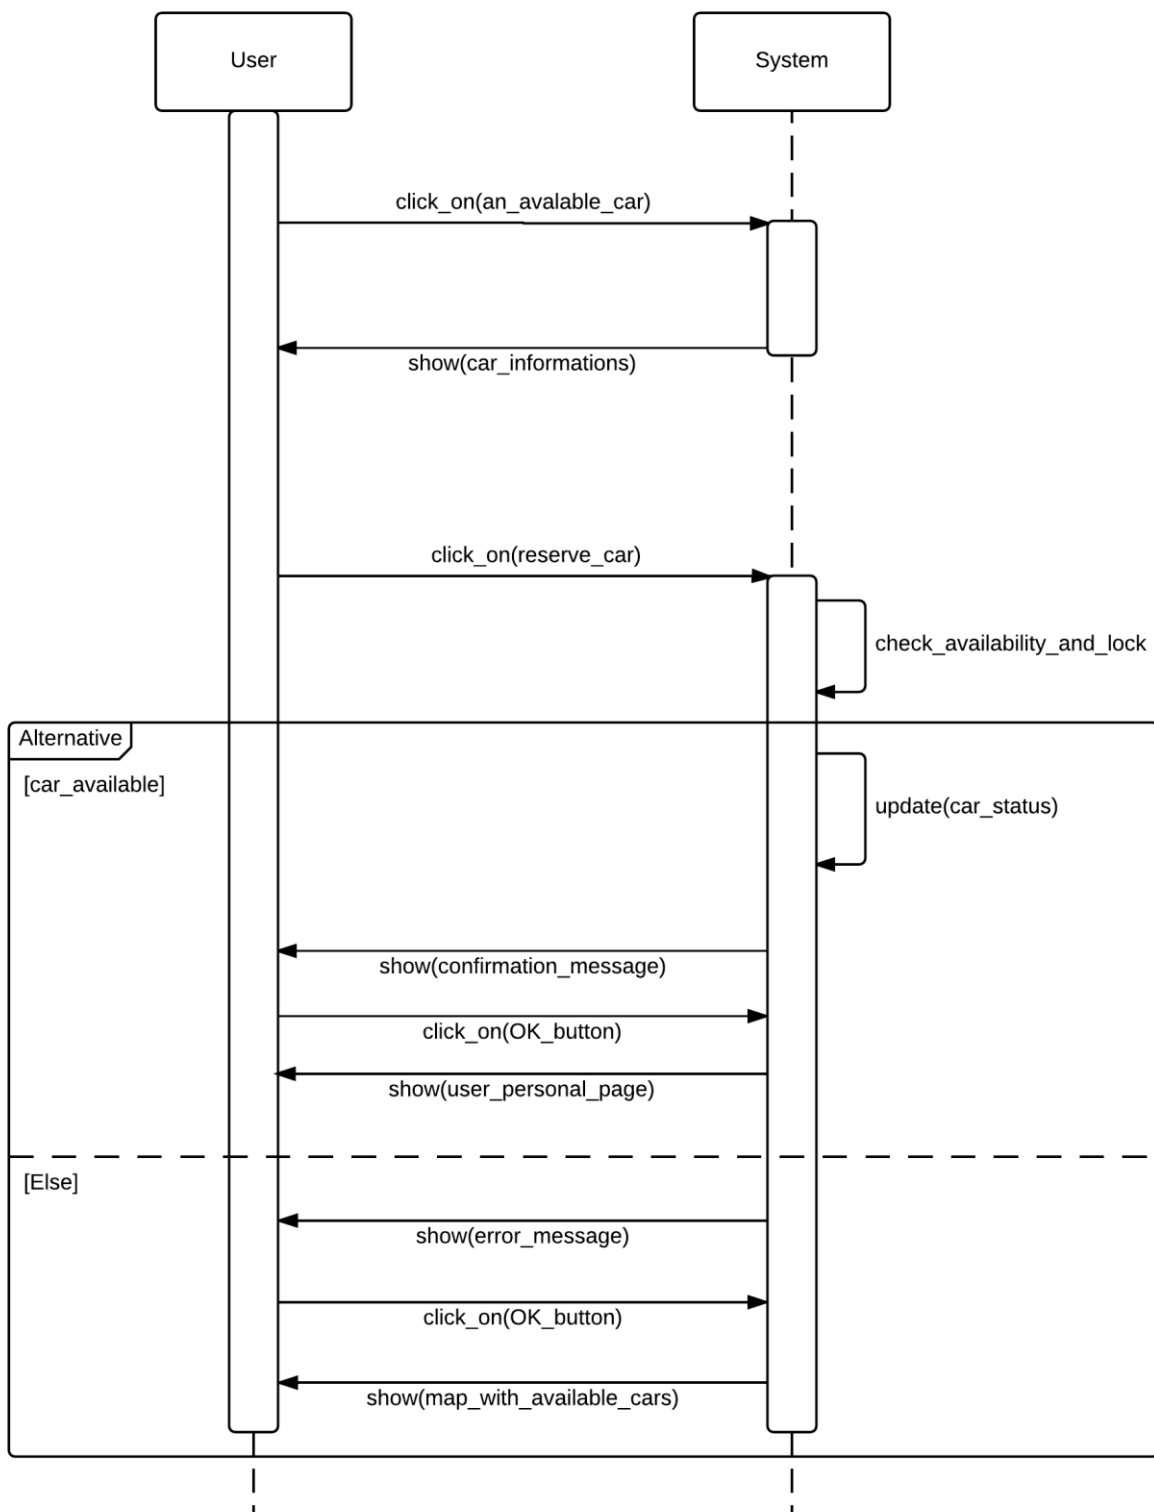 User
System
click_on(an_avalable_car)
show(car_informations)
click_on(reserve_car)
check_availability_and_lock
Alternative
[car_available]
update(car_status)
show(confirmation_message)
click_on(OK_button)
show(user_personal_page)
[Else]
show(error_message)
click_on(OK_button)
show(map_with_available_cars)